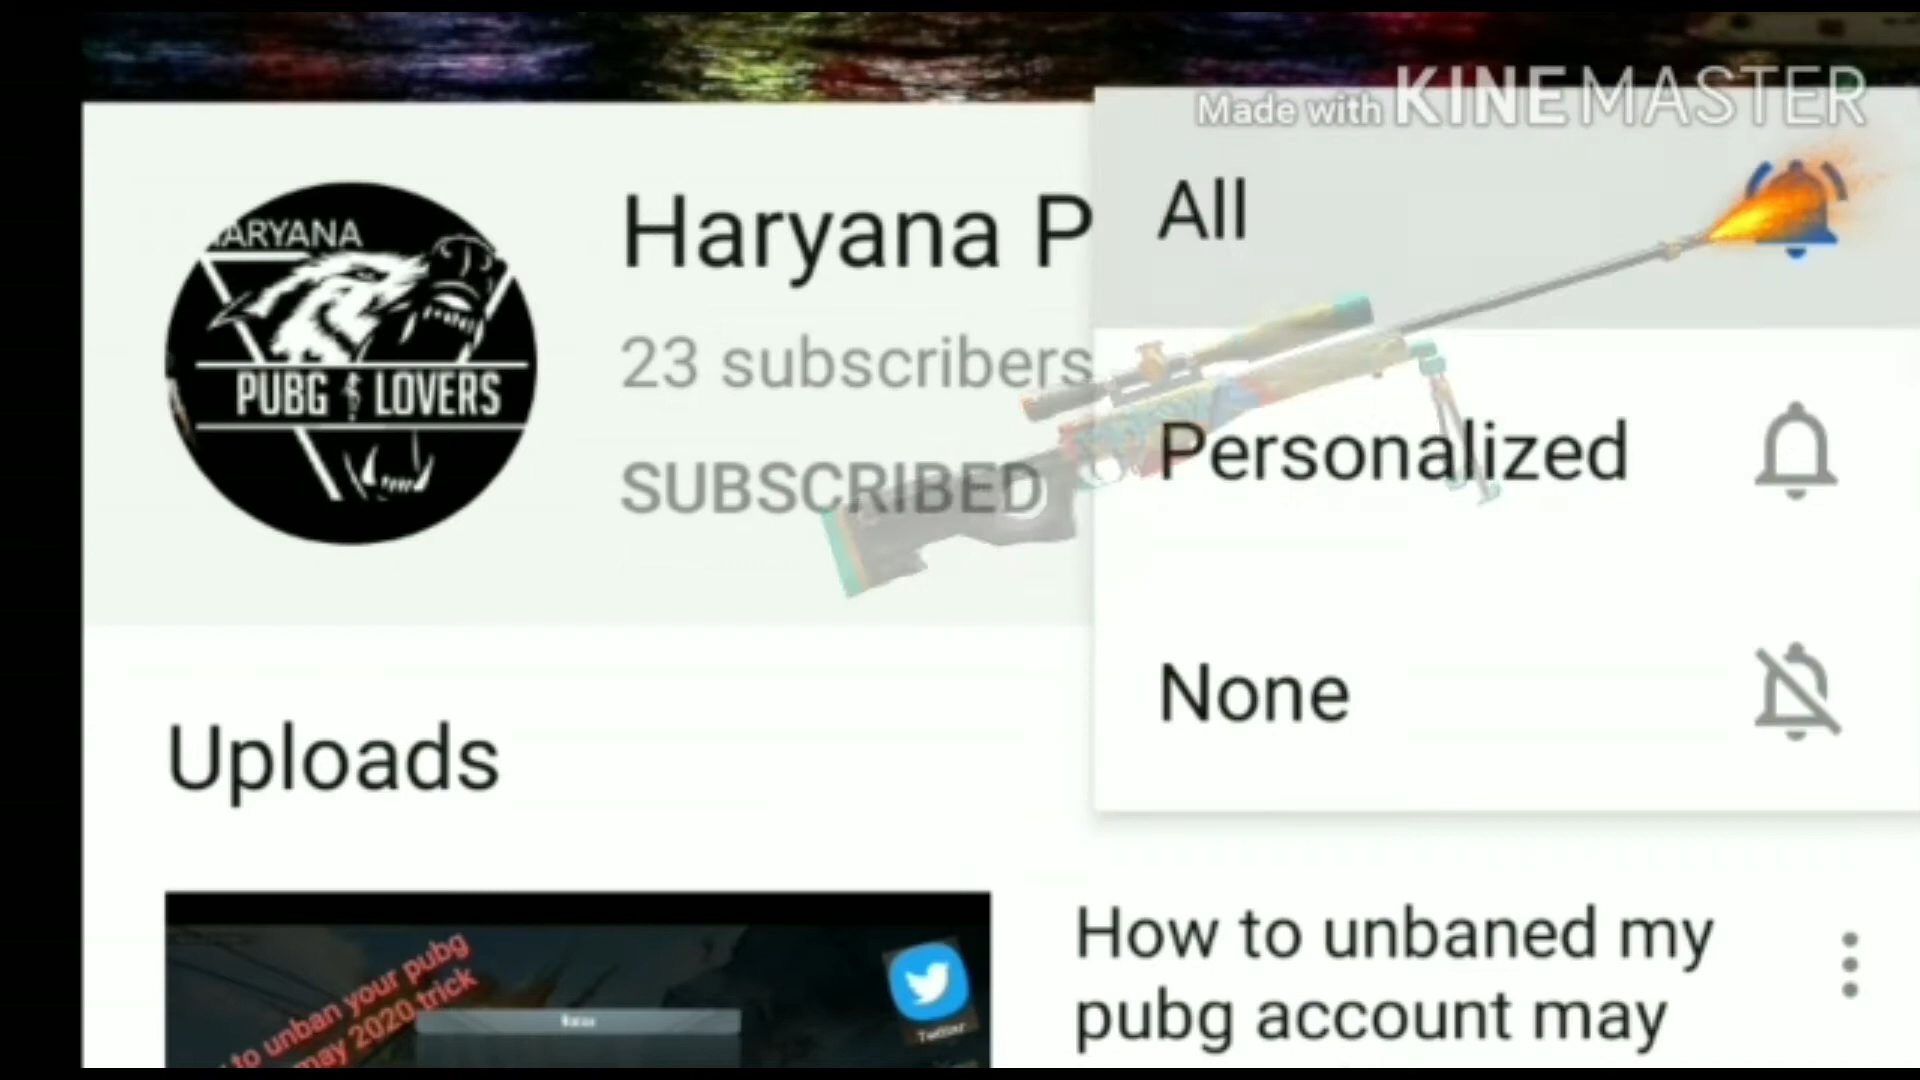 Made with KINEMASTER
ARYANA
PUBG LOVERS
Haryana P
23 subscribers
SUBSCRIBED
All
Personalized
None
Uploads
to unban your pubg
may 2020 trick
Twitter
How to unbaned my
pubg account may